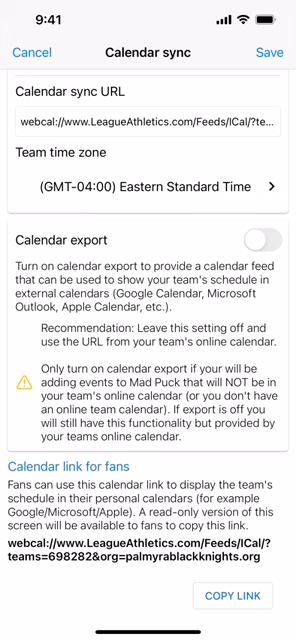 9:41
Cancel
Calendar sync
Save
Calendar sync URL
webcal://www.LeagueAthletics.com/Feeds/ICal/?te...
Team time zone
(GMT-04:00) Eastern Standard Time
Calendar export
Turn on calendar export to provide a calendar feed
that can be used to show your team's schedule in
external calendars (Google Calendar, Microsoft
Outlook, Apple Calendar, etc.).
Recommendation: Leave this setting off and
use the URL from your team's online calendar.
Only turn on calendar export if your will be
adding events to Mad Puck that will NOT be in
your team's online calendar (or you don't have
an online team calendar). If export is off you
will still have this functionality but provided by
your teams online calendar.
Calendar link for fans
Fans can use this calendar link to display the team's
schedule in their personal calendars (for example
Google/Microsoft/Apple). A read-only version of this
screen will be available to fans to copy this link.
webcal://www.LeagueAthletics.com/Feeds/ICal/?
teams=698282&org=palmyrablackknights.org
COPY LINK